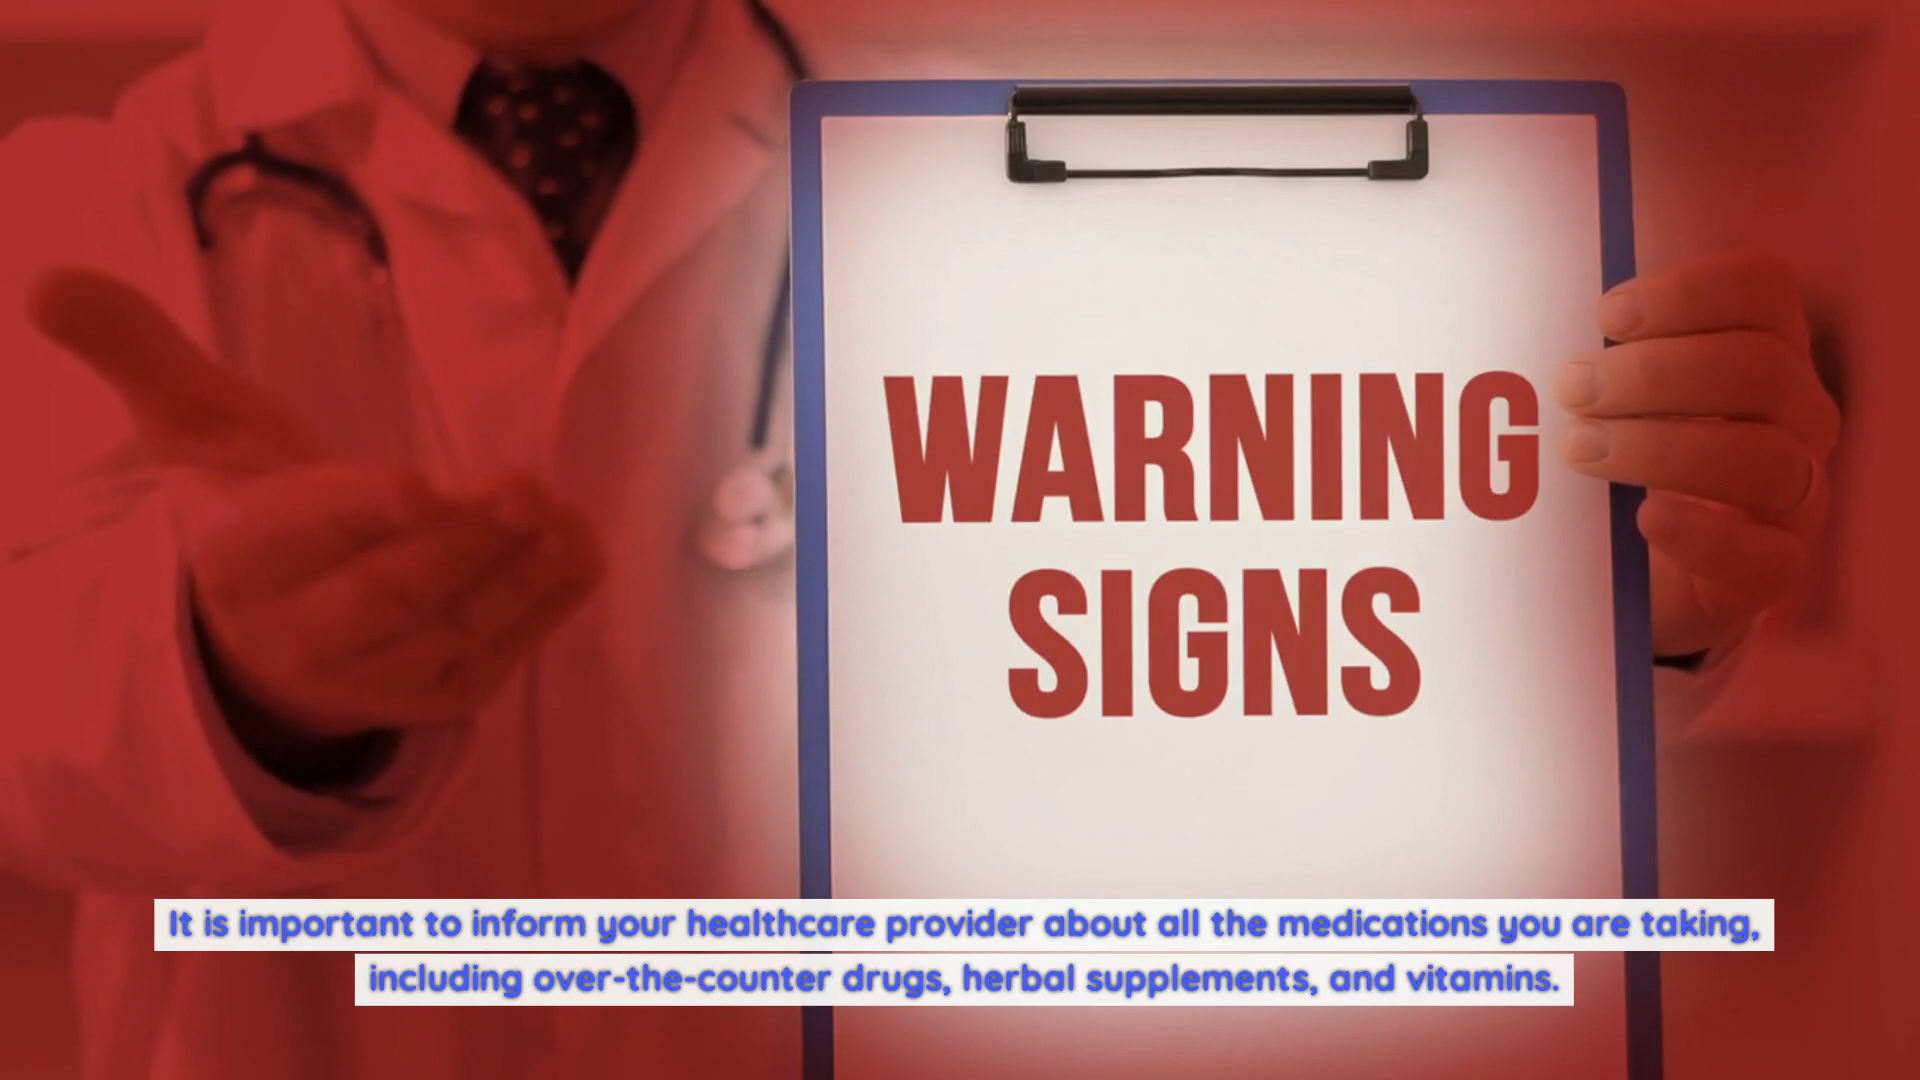 WARNING
SIGNS
It is important to inform your healthcare provider about all the medications you are taking,
including over-the-counter drugs, herbal supplements, and vitamins.